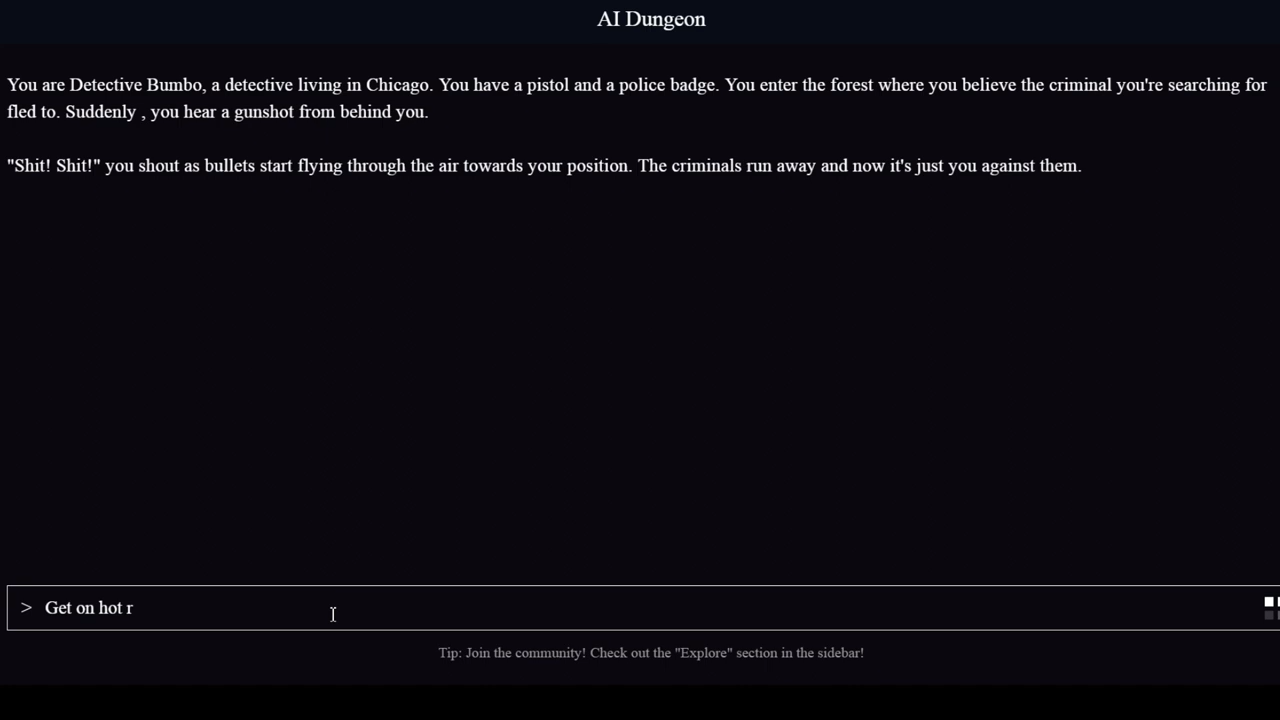 AI Dungeon
You are Detective Bumbo, a detective living in Chicago. You have a pistol and a police badge. You enter the forest where you believe the criminal you're searching for
fled to. Suddenly , you hear a gunshot from behind you.
"Shit! Shit!" you shout as bullets start flying through the air towards your position. The criminals run away and now it's just you against them.
> Get on hot r
Tip: Join the community! Check out the "Explore" section in the sidebar!